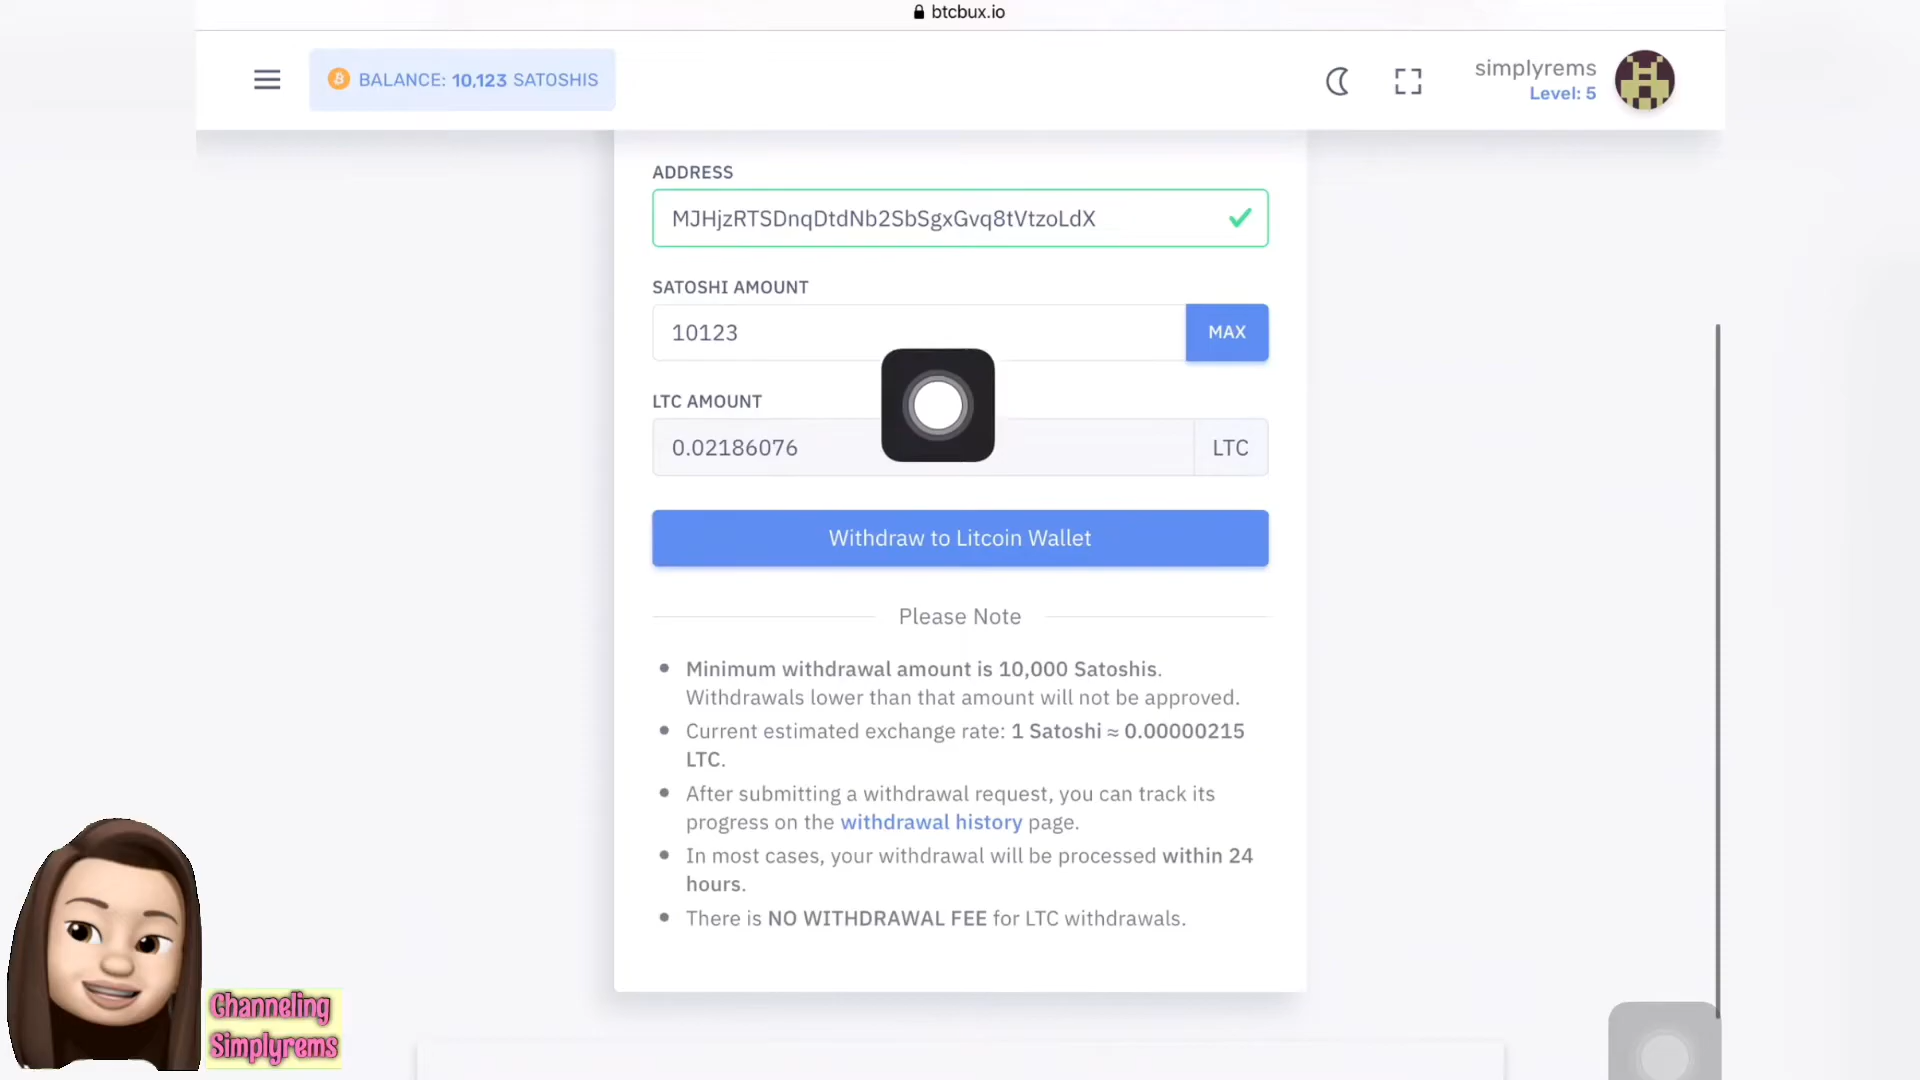 btcbux.io
BALANCE: 10,123 SATOSHIS
simplyrems
Level: 5
ADDRESS
MJHjzRTSDnqDtdNb2SbSgxGvq8tVtzoLdX
SATOSHI AMOUNT
10123
MAX
LTC AMOUNT
0.02186076
LTC
Withdraw to Litcoin Wallet
Please Note
Minimum withdrawal amount is 10,000 Satoshis.
Withdrawals lower than that amount will not be approved.
Current estimated exchange rate: 1 Satoshi ≈ 0.00000215
LTC.
After submitting a withdrawal request, you can track its
progress on the withdrawal history page.
In most cases, your withdrawal will be processed within 24
hours.
There is NO WITHDRAWAL FEE for LTC withdrawals.
Channeling
Simplyrems